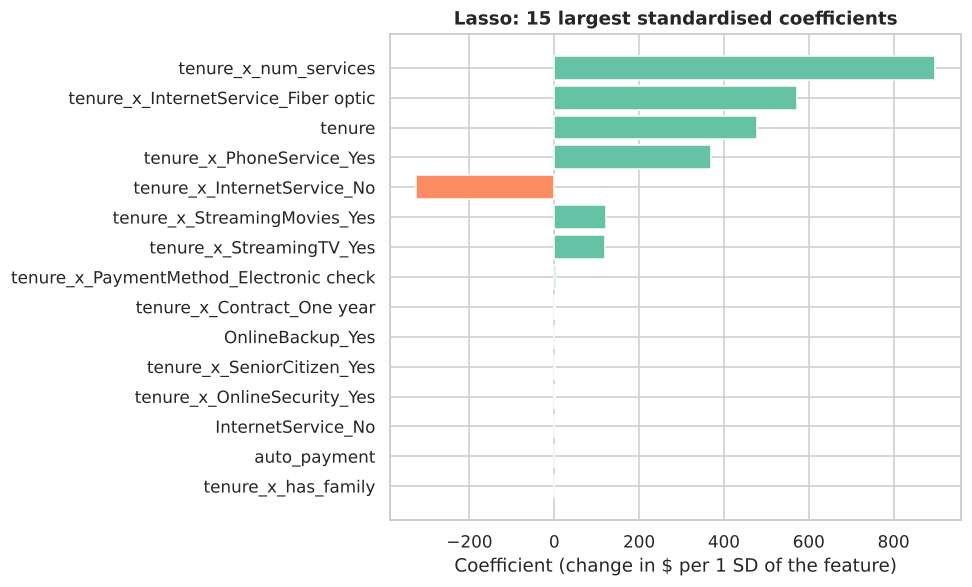 Lasso: 15 largest standardised coefficients
tenure_x_num_services
tenure_x_InternetService_Fiber optic
tenure
tenure_x_PhoneService_Yes
tenure_x_InternetService_No
tenure_x_StreamingMovies_Yes
tenure_x_StreamingTV_Yes
tenure_x_PaymentMethod_Electronic check
tenure_x_Contract_One year
OnlineBackup_Yes
tenure_x_SeniorCitizen_Yes
tenure_x_OnlineSecurity_Yes
InternetService_No
auto_payment
tenure_x_has_family
−200 0 200 400 600 800
Coefficient (change in $ per 1 SD of the feature)